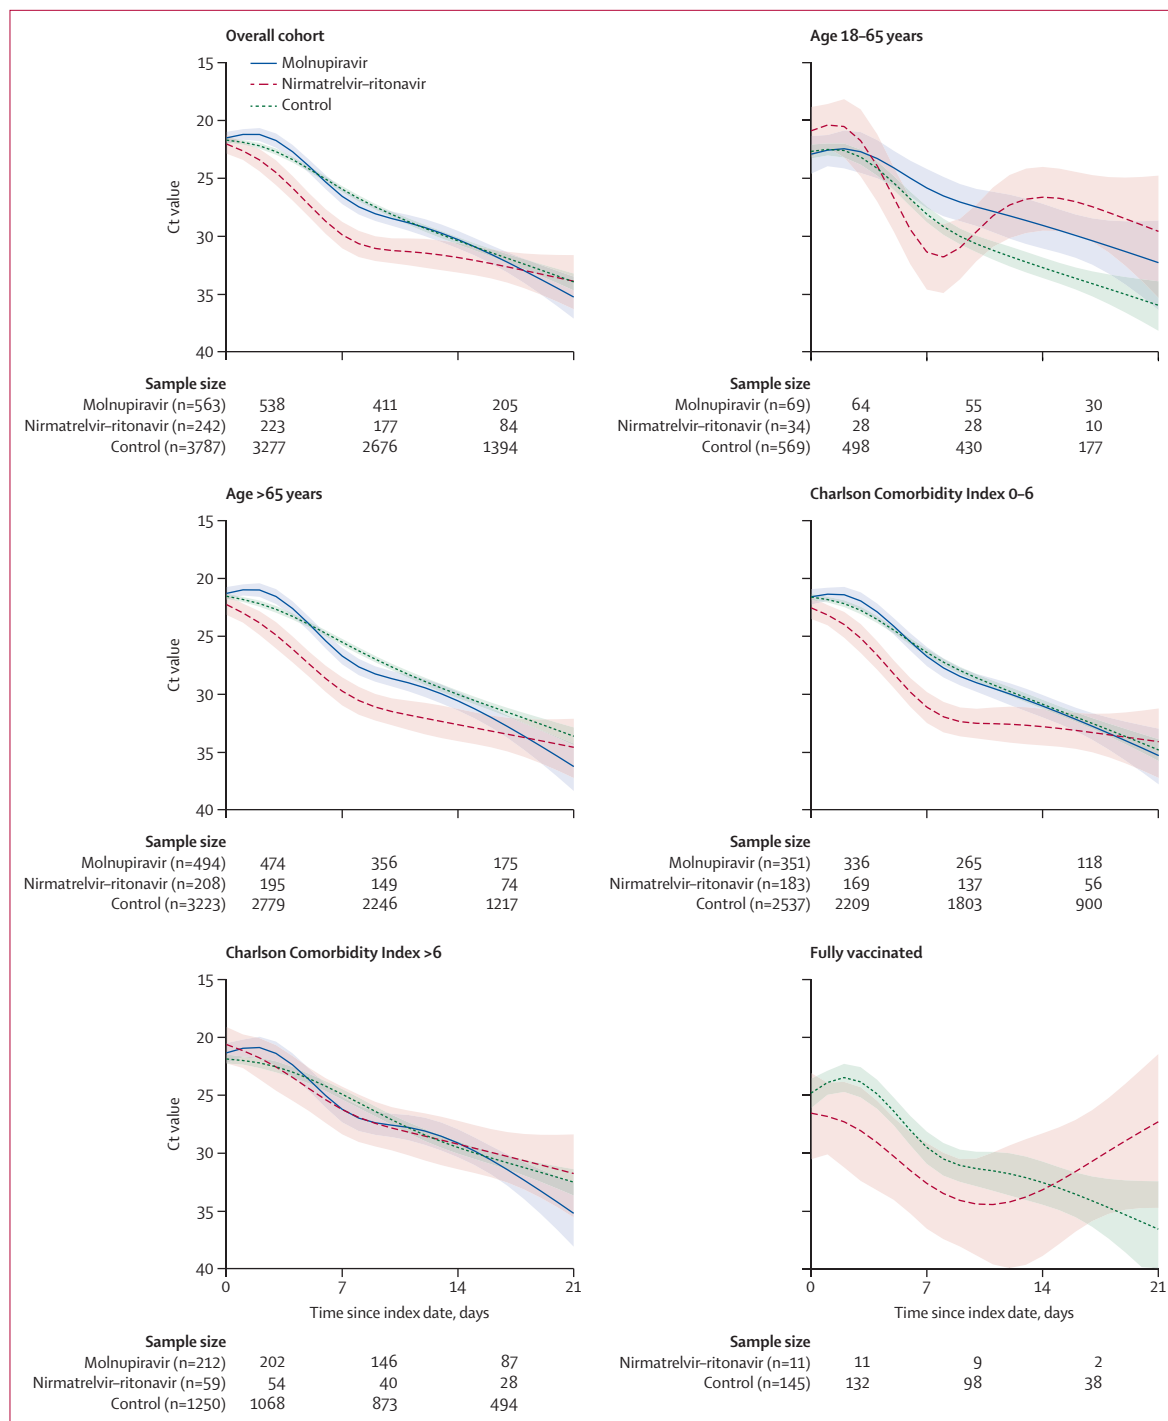 Overall cohort
Age 18–65 years
15
20
25
30
35
40
Ct value
Molnupiravir
Nirmatrelvir–ritonavir
Control
Sample size
Molnupiravir (n=563) 538 411 205
Nirmatrelvir–ritonavir (n=242) 223 177 84
Control (n=3787) 3277 2676 1394
Sample size
Molnupiravir (n=69) 64 55 30
Nirmatrelvir–ritonavir (n=34) 28 28 10
Control (n=569) 498 430 177
Age >65 years
Charlson Comorbidity Index 0–6
15
20
25
30
35
40
Ct value
Sample size
Molnupiravir (n=494) 474 356 175
Nirmatrelvir–ritonavir (n=208) 195 149 74
Control (n=3223) 2779 2246 1217
Sample size
Molnupiravir (n=351) 336 265 118
Nirmatrelvir–ritonavir (n=183) 169 137 56
Control (n=2537) 2209 1803 900
Charlson Comorbidity Index >6
Fully vaccinated
15
20
25
30
35
40
Ct value
0 7 14 21
Time since index date, days
0 7 14 21
Time since index date, days
Sample size
Molnupiravir (n=212) 202 146 87
Nirmatrelvir–ritonavir (n=59) 54 40 28
Control (n=1250) 1068 873 494
Sample size
Nirmatrelvir–ritonavir (n=11) 11 9 2
Control (n=145) 132 98 38